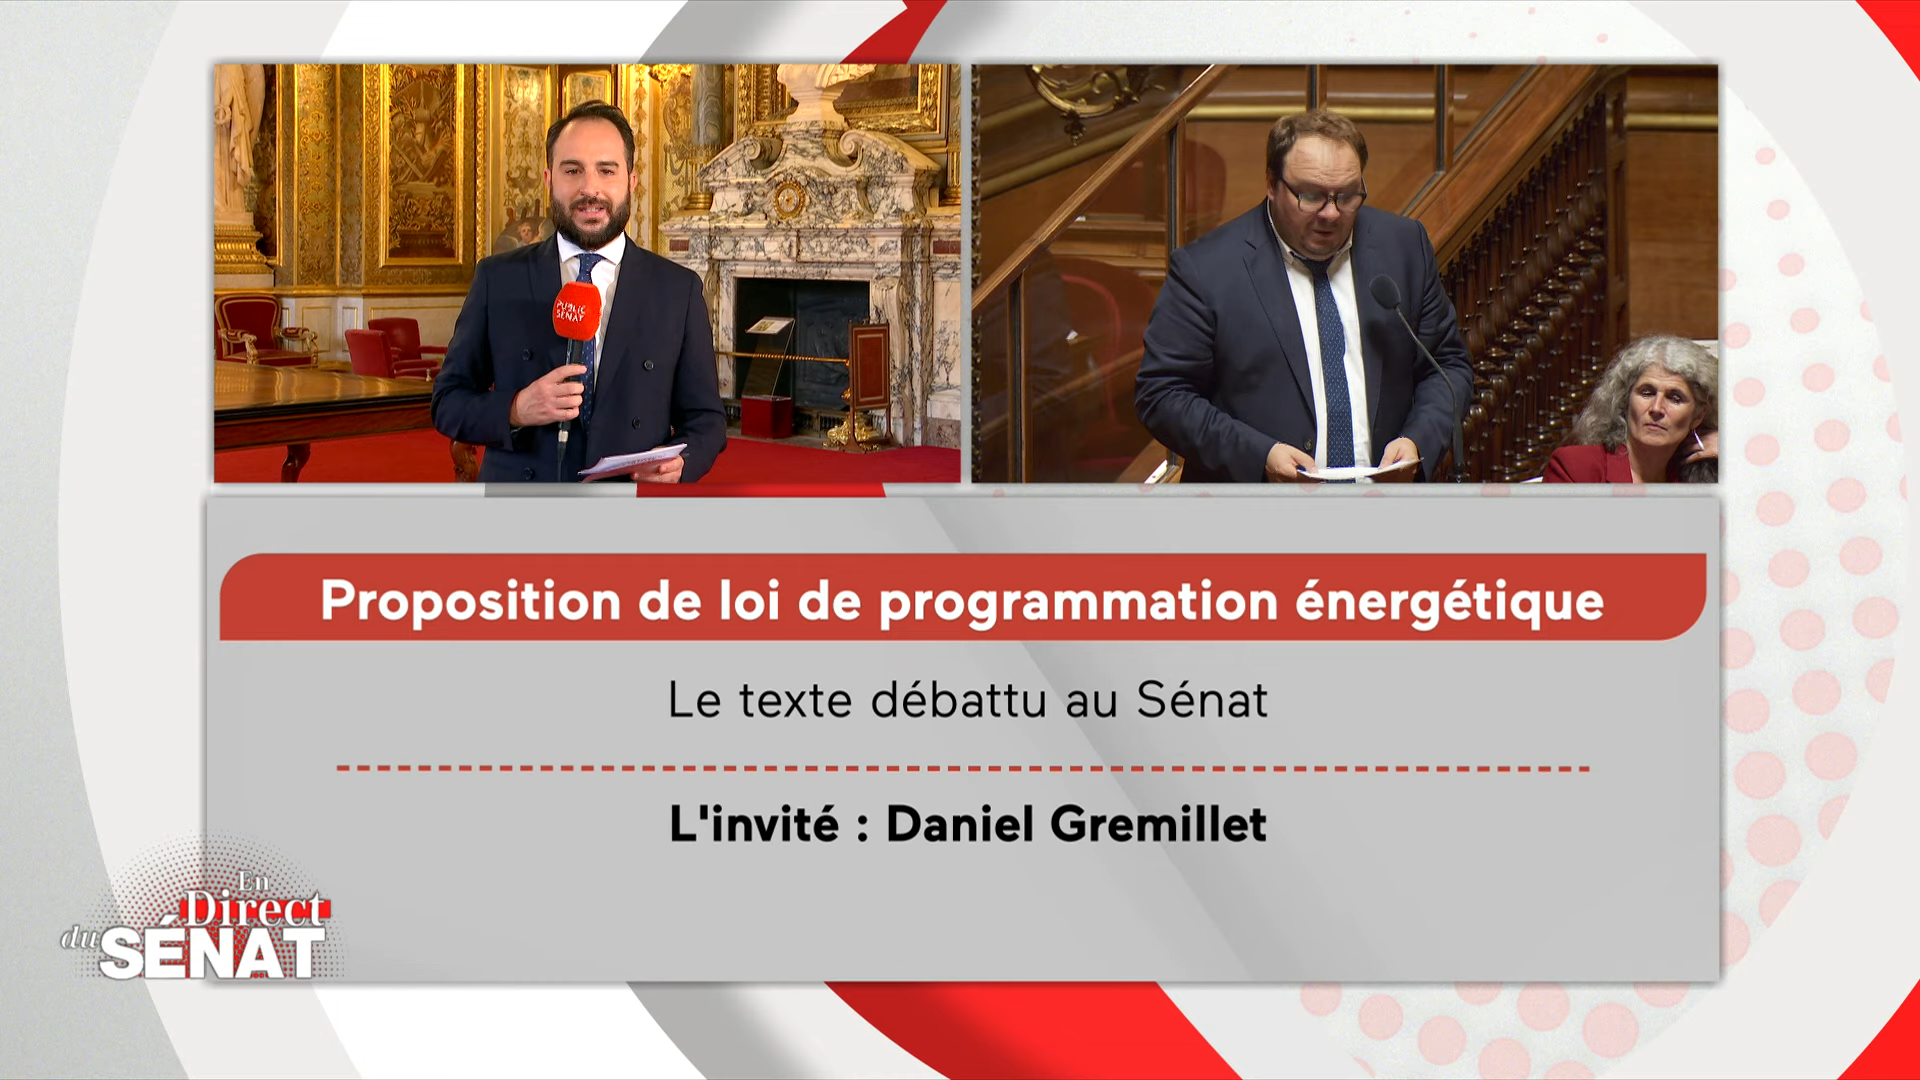 PUBLIC
SÉNAT
Proposition de loi de programmation énergétique
Le texte débattu au Sénat
L'invité : Daniel Gremillet
En
Direct
du SÉNAT